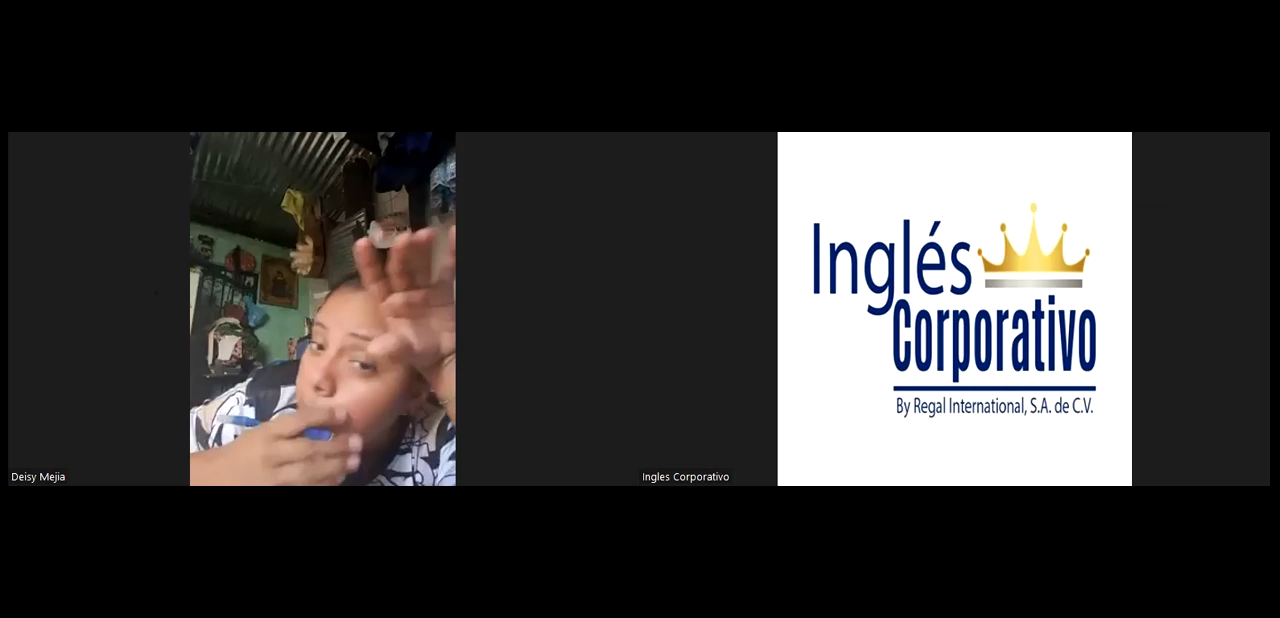 Inglés
Corporativo
By Regal International, S.A. de C.V.
Deisy Mejia
Ingles Corporativo